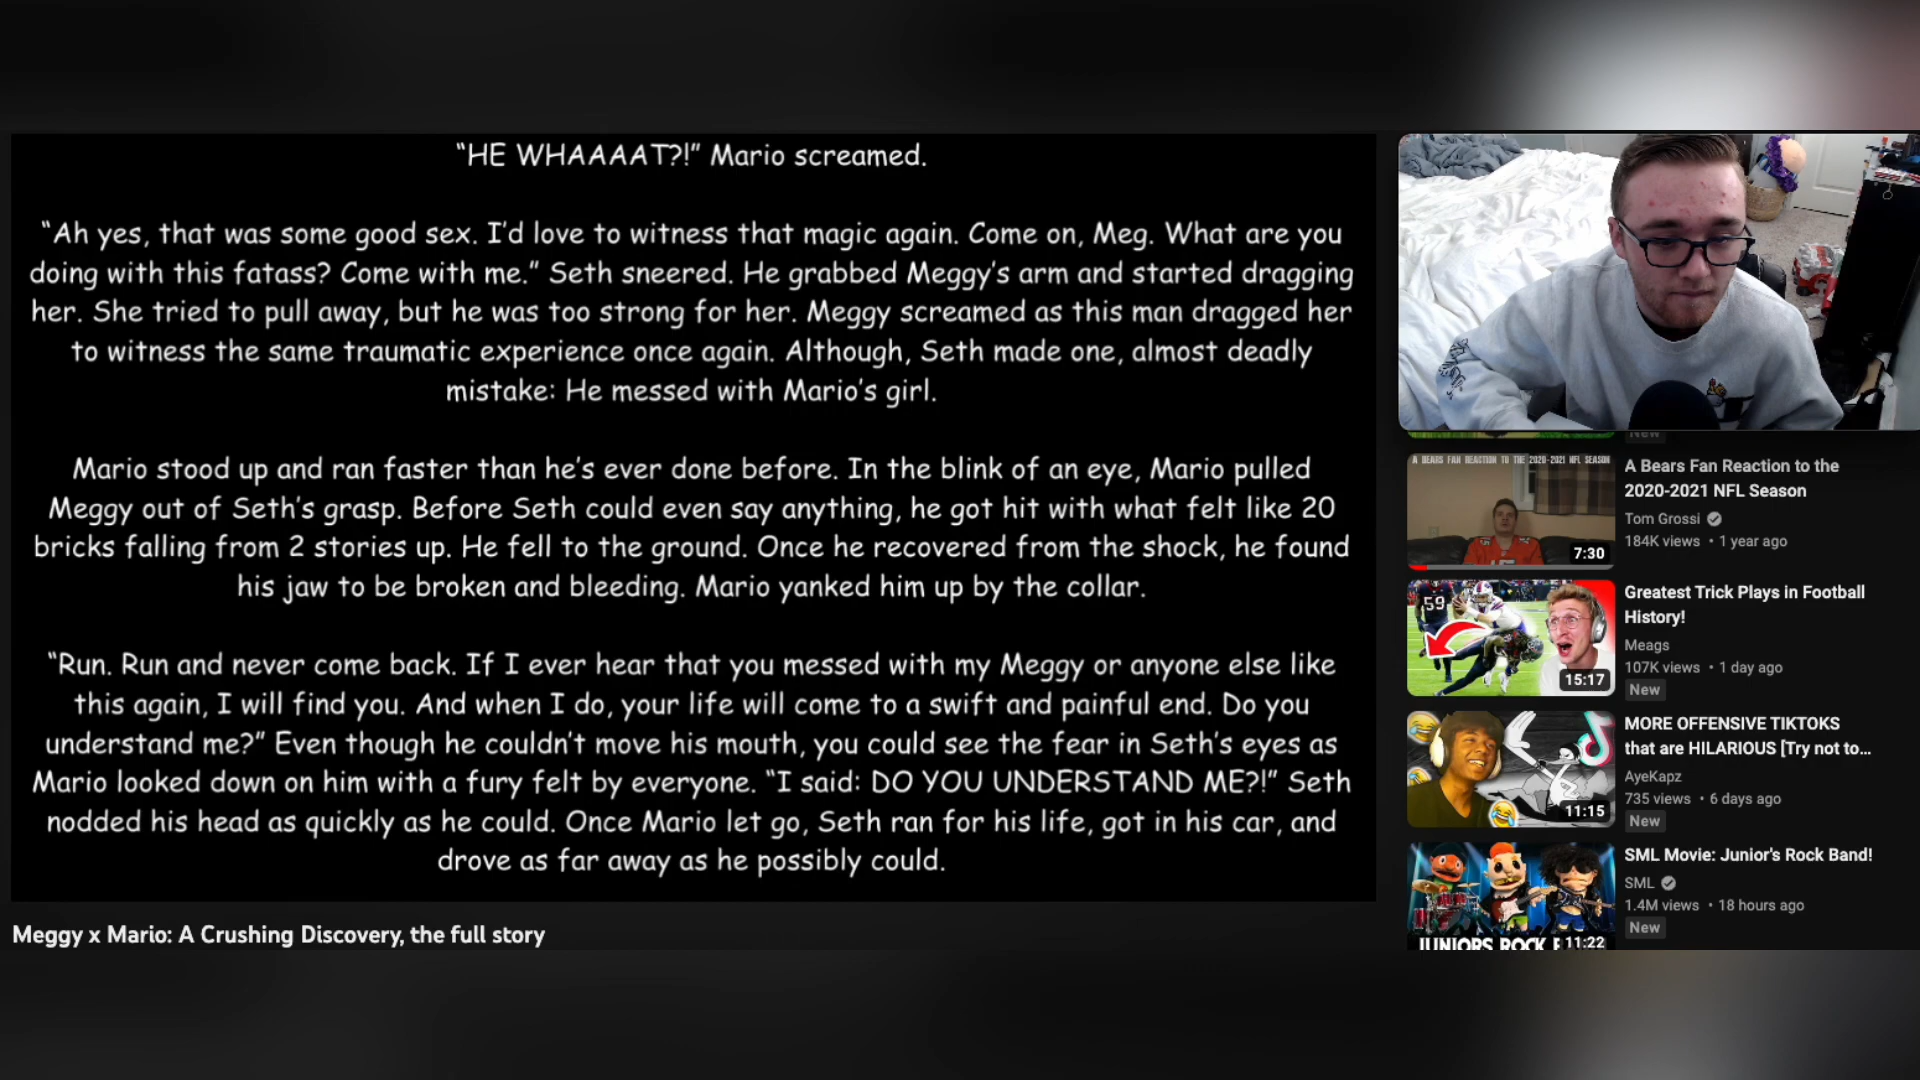 “HE WHAAAAT?!” Mario screamed.
“Ah yes, that was some good sex. I’d love to witness that magic again. Come on, Meg. What are you
doing with this fatass? Come with me.” Seth sneered. He grabbed Meggy’s arm and started dragging
her. She tried to pull away, but he was too strong for her. Meggy screamed as this man dragged her
to witness the same traumatic experience once again. Although, Seth made one, almost deadly
mistake: He messed with Mario’s girl.
Mario stood up and ran faster than he’s ever done before. In the blink of an eye, Mario pulled
Meggy out of Seth’s grasp. Before Seth could even say anything, he got hit with what felt like 20
bricks falling from 2 stories up. He fell to the ground. Once he recovered from the shock, he found
his jaw to be broken and bleeding. Mario yanked him up by the collar.
“Run. Run and never come back. If I ever hear that you messed with my Meggy or anyone else like
this again, I will find you. And when I do, your life will come to a swift and painful end. Do you
understand me?” Even though he couldn’t move his mouth, you could see the fear in Seth’s eyes as
Mario looked down on him with a fury felt by everyone. “I said: DO YOU UNDERSTAND ME?!” Seth
nodded his head as quickly as he could. Once Mario let go, Seth ran for his life, got in his car, and
drove as far away as he possibly could.
Meggy x Mario: A Crushing Discovery, the full story
New
A BEARS FAN REACTION TO THE 2020-2021 NFL SEASON
7:30
A Bears Fan Reaction to the
2020-2021 NFL Season
Tom Grossi
184K views • 1 year ago
59
15:17
Greatest Trick Plays in Football
History!
Meags
107K views • 1 day ago
New
11:15
MORE OFFENSIVE TIKTOKS
that are HILARIOUS [Try not to...
AyeKapz
735 views • 6 days ago
New
JUNIORS ROCK
11:22
SML Movie: Junior's Rock Band!
SML
1.4M views • 18 hours ago
New